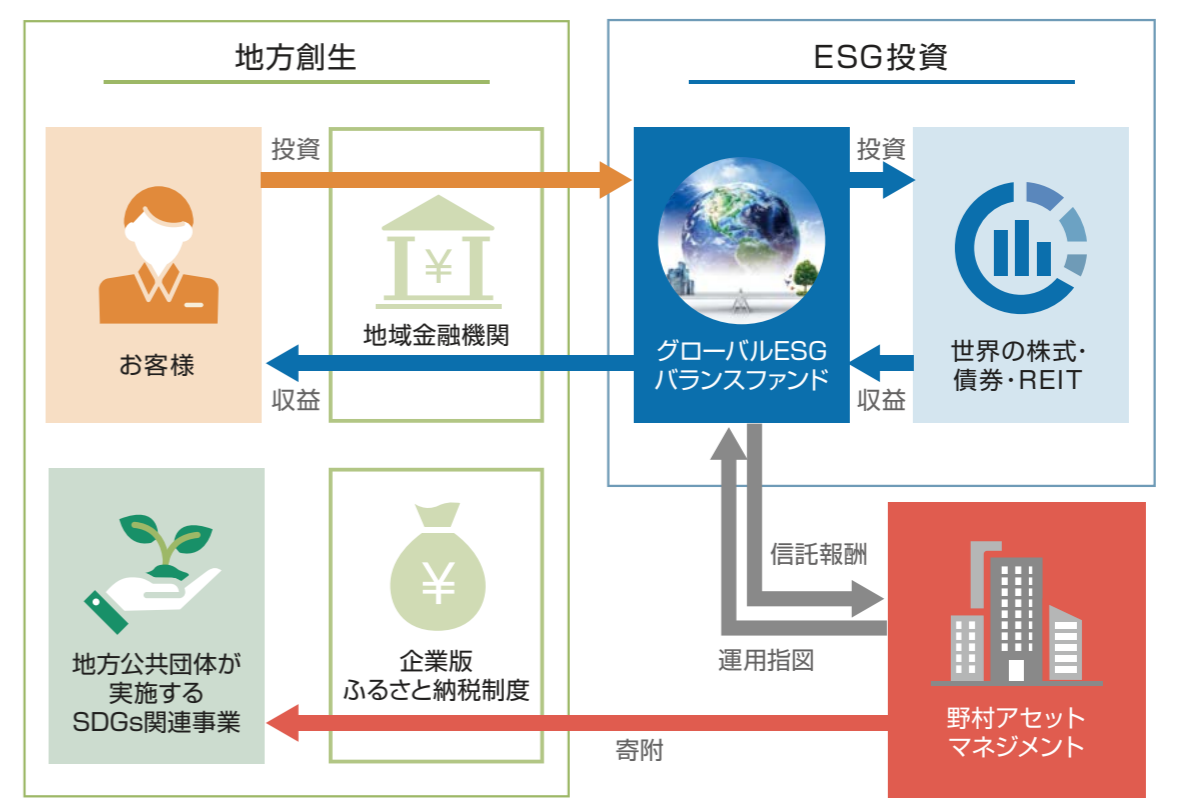 地方創生
ESG投資
投資
投資
¥
地域金融機関
お客様
グローバルESG
バランスファンド
世界の株式・
債券・REIT
収益
収益
¥
信託報酬
運用指図
地方公共団体が
実施する
SDGs関連事業
企業版
ふるさと納税制度
野村アセット
マネジメント
寄附